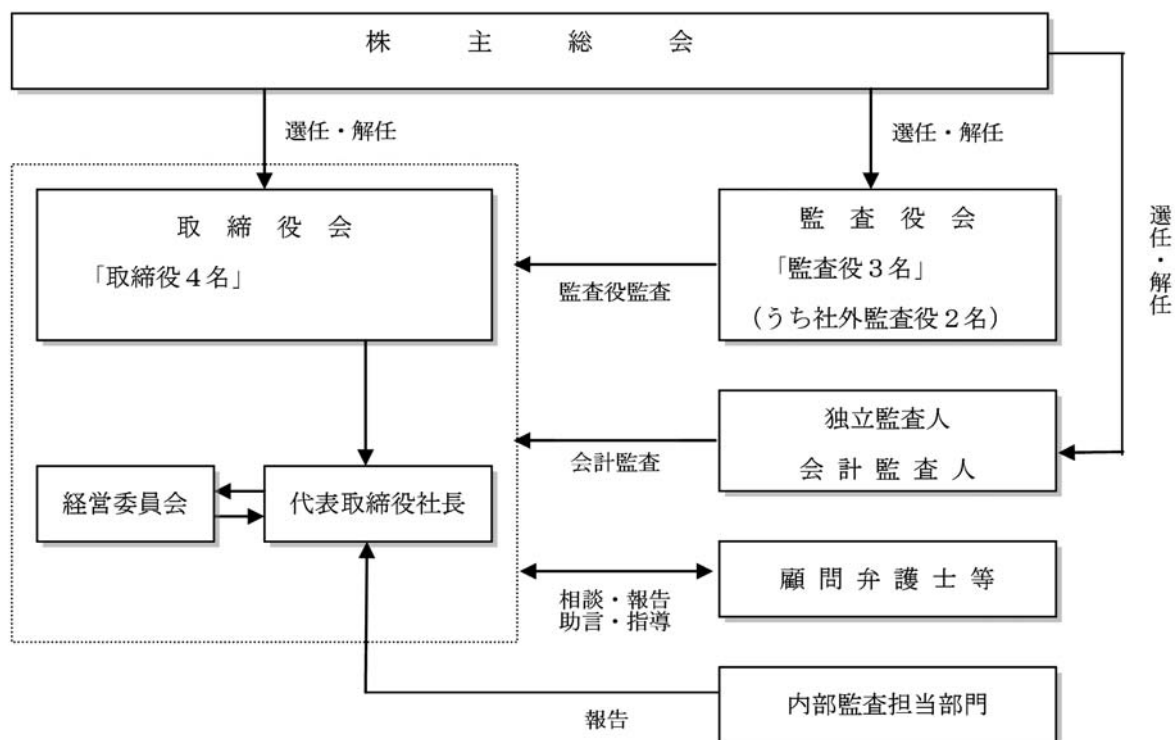 株主総会
選任・解任
選任・解任
選任・解任
取締役会
「取締役４名」
監査役会
「監査役３名」
（うち社外監査役２名）
監査役監査
独立監査人
会計監査人
会計監査
経営委員会
代表取締役社長
顧問弁護士等
相談・報告
助言・指導
内部監査担当部門
報告